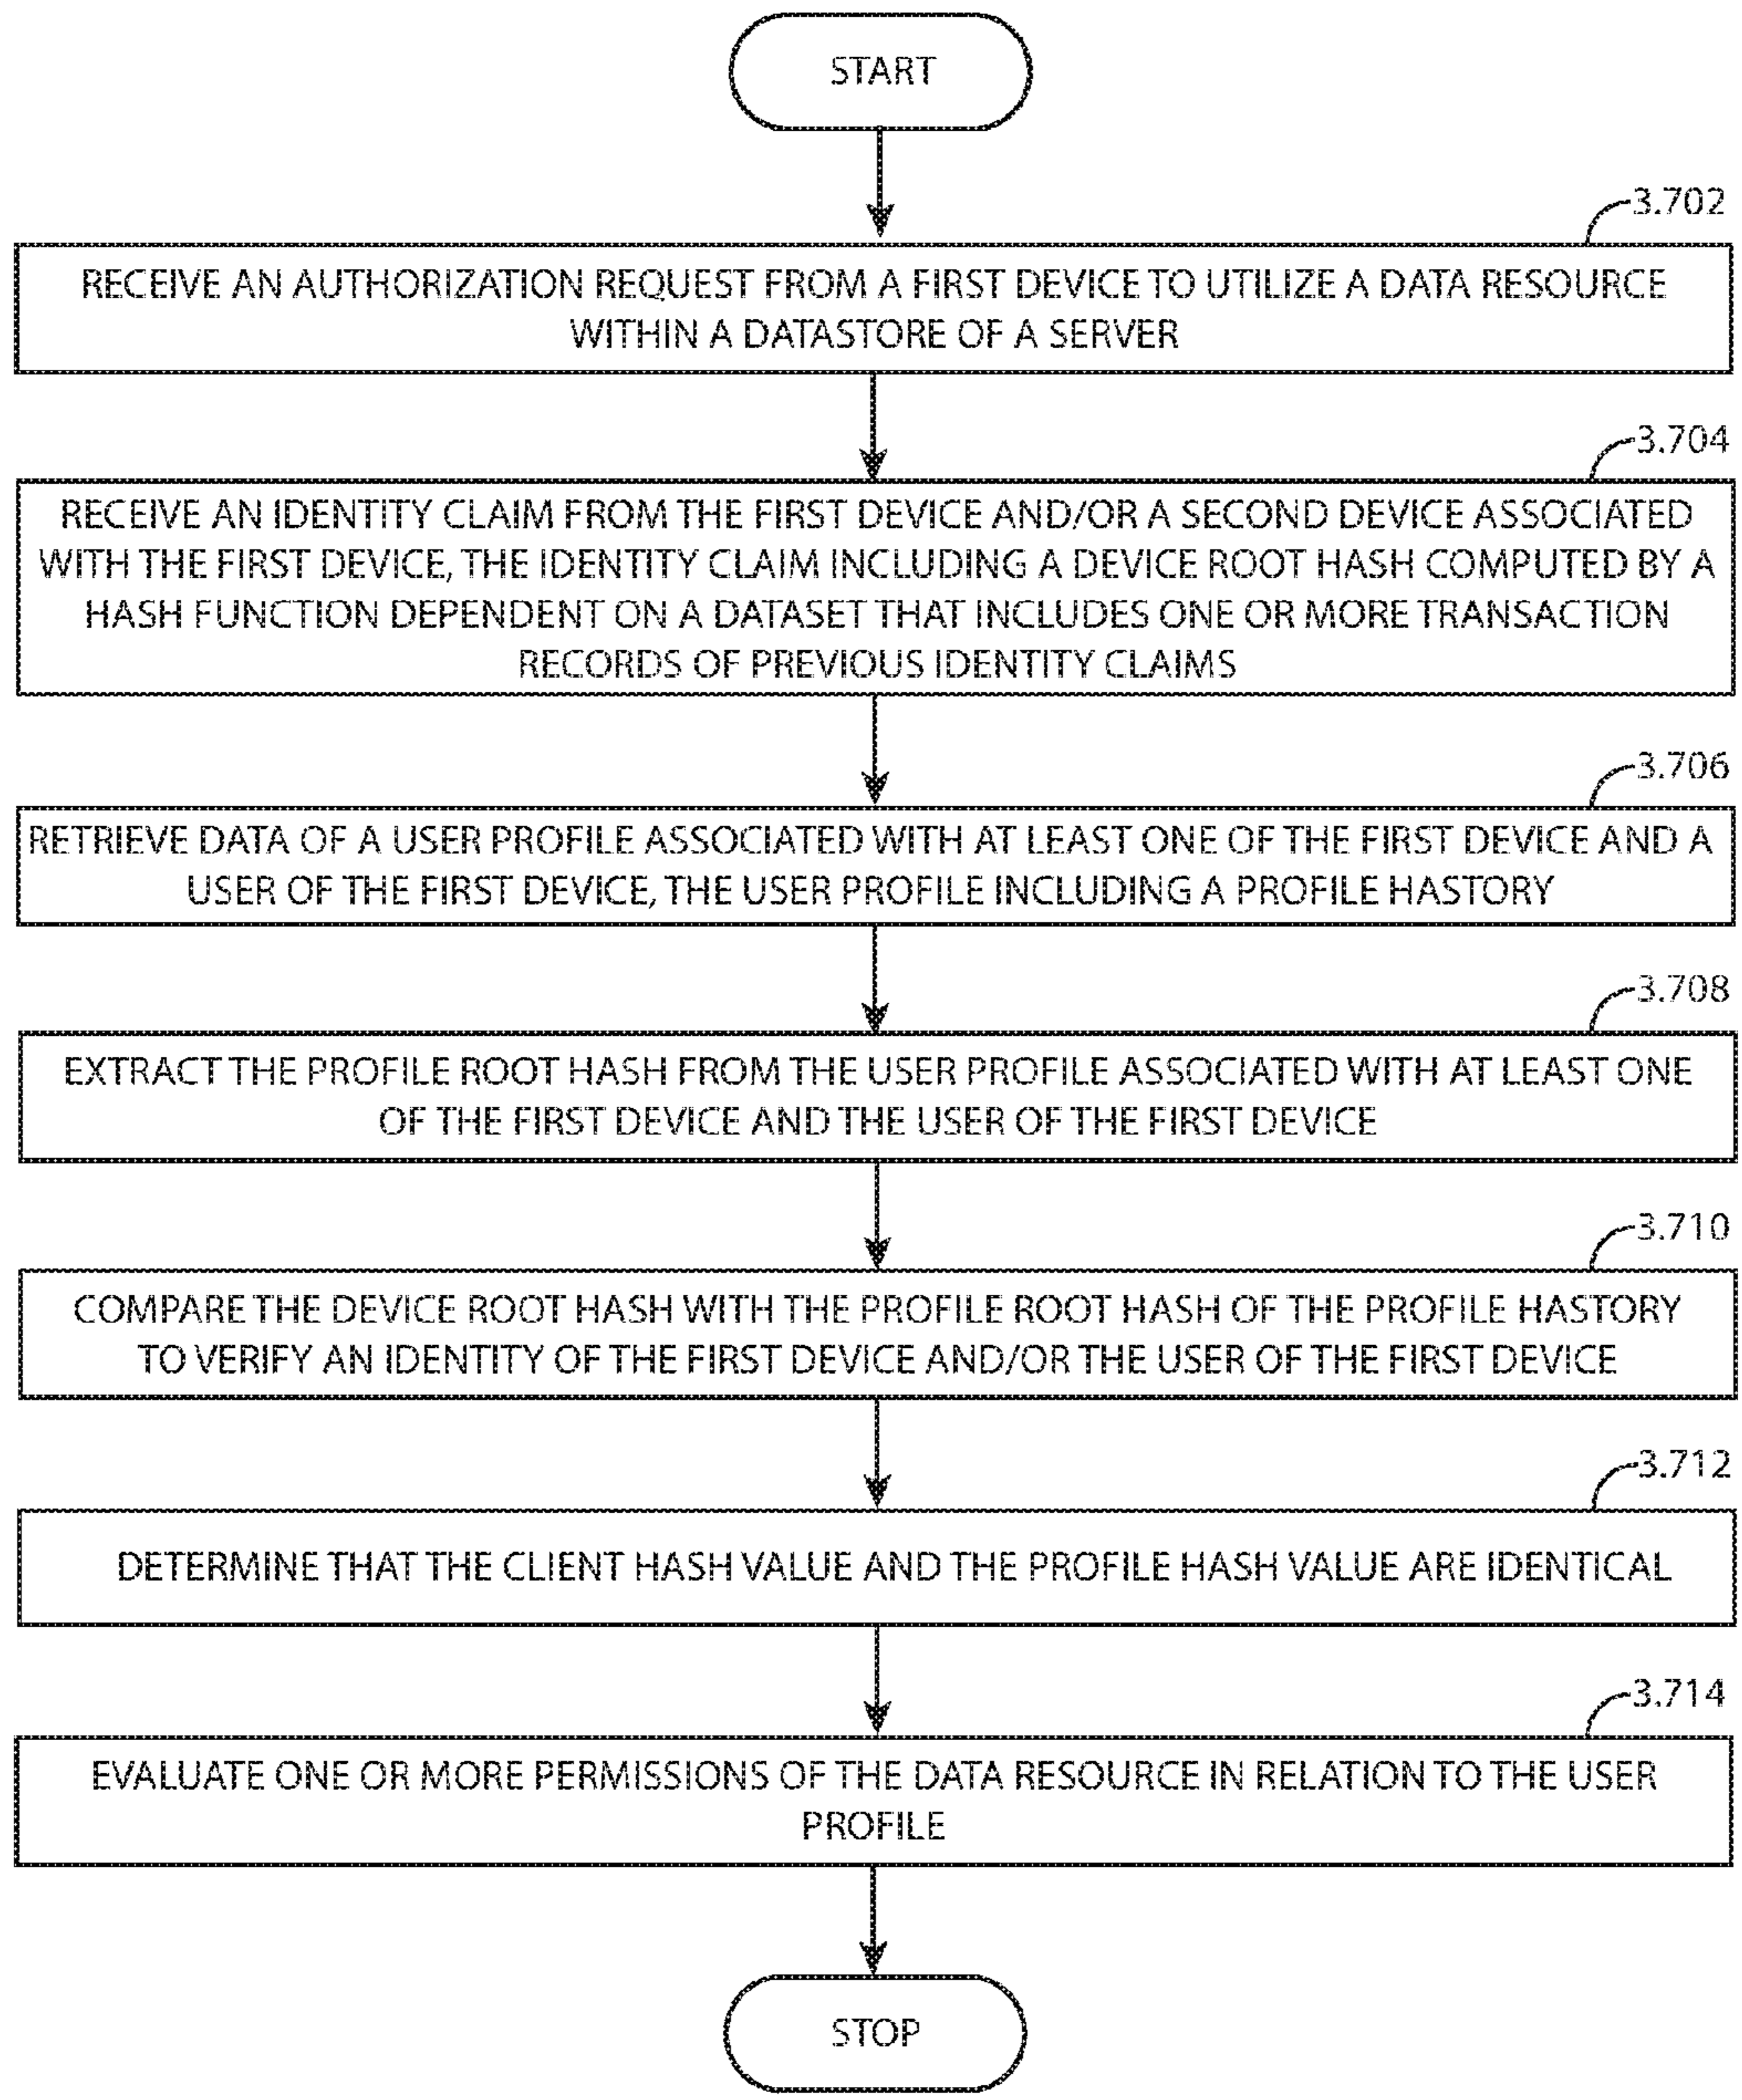 START
3.702
RECEIVE AN AUTHORIZATION REQUEST FROM A FIRST DEVICE TO UTILIZE A DATA RESOURCE
WITHIN A DATASTORE OF A SERVER
3.704
RECEIVE AN IDENTITY CLAIM FROM THE FIRST DEVICE AND/OR A SECOND DEVICE ASSOCIATED
WITH THE FIRST DEVICE, THE IDENTITY CLAIM INCLUDING A DEVICE ROOT HASH COMPUTED BY A
HASH FUNCTION DEPENDENT ON A DATASET THAT INCLUDES ONE OR MORE TRANSACTION
RECORDS OF PREVIOUS IDENTITY CLAIMS
3.706
RETRIEVE DATA OF A USER PROFILE ASSOCIATED WITH AT LEAST ONE OF THE FIRST DEVICE AND A
USER OF THE FIRST DEVICE, THE USER PROFILE INCLUDING A PROFILE HASTORY
3.708
EXTRACT THE PROFILE ROOT HASH FROM THE USER PROFILE ASSOCIATED WITH AT LEAST ONE
OF THE FIRST DEVICE AND THE USER OF THE FIRST DEVICE
3.710
COMPARE THE DEVICE ROOT HASH WITH THE PROFILE ROOT HASH OF THE PROFILE HASTORY
TO VERIFY AN IDENTITY OF THE FIRST DEVICE AND/OR THE USER OF THE FIRST DEVICE
3.712
DETERMINE THAT THE CLIENT HASH VALUE AND THE PROFILE HASH VALUE ARE IDENTICAL
3.714
EVALUATE ONE OR MORE PERMISSIONS OF THE DATA RESOURCE IN RELATION TO THE USER
PROFILE
STOP